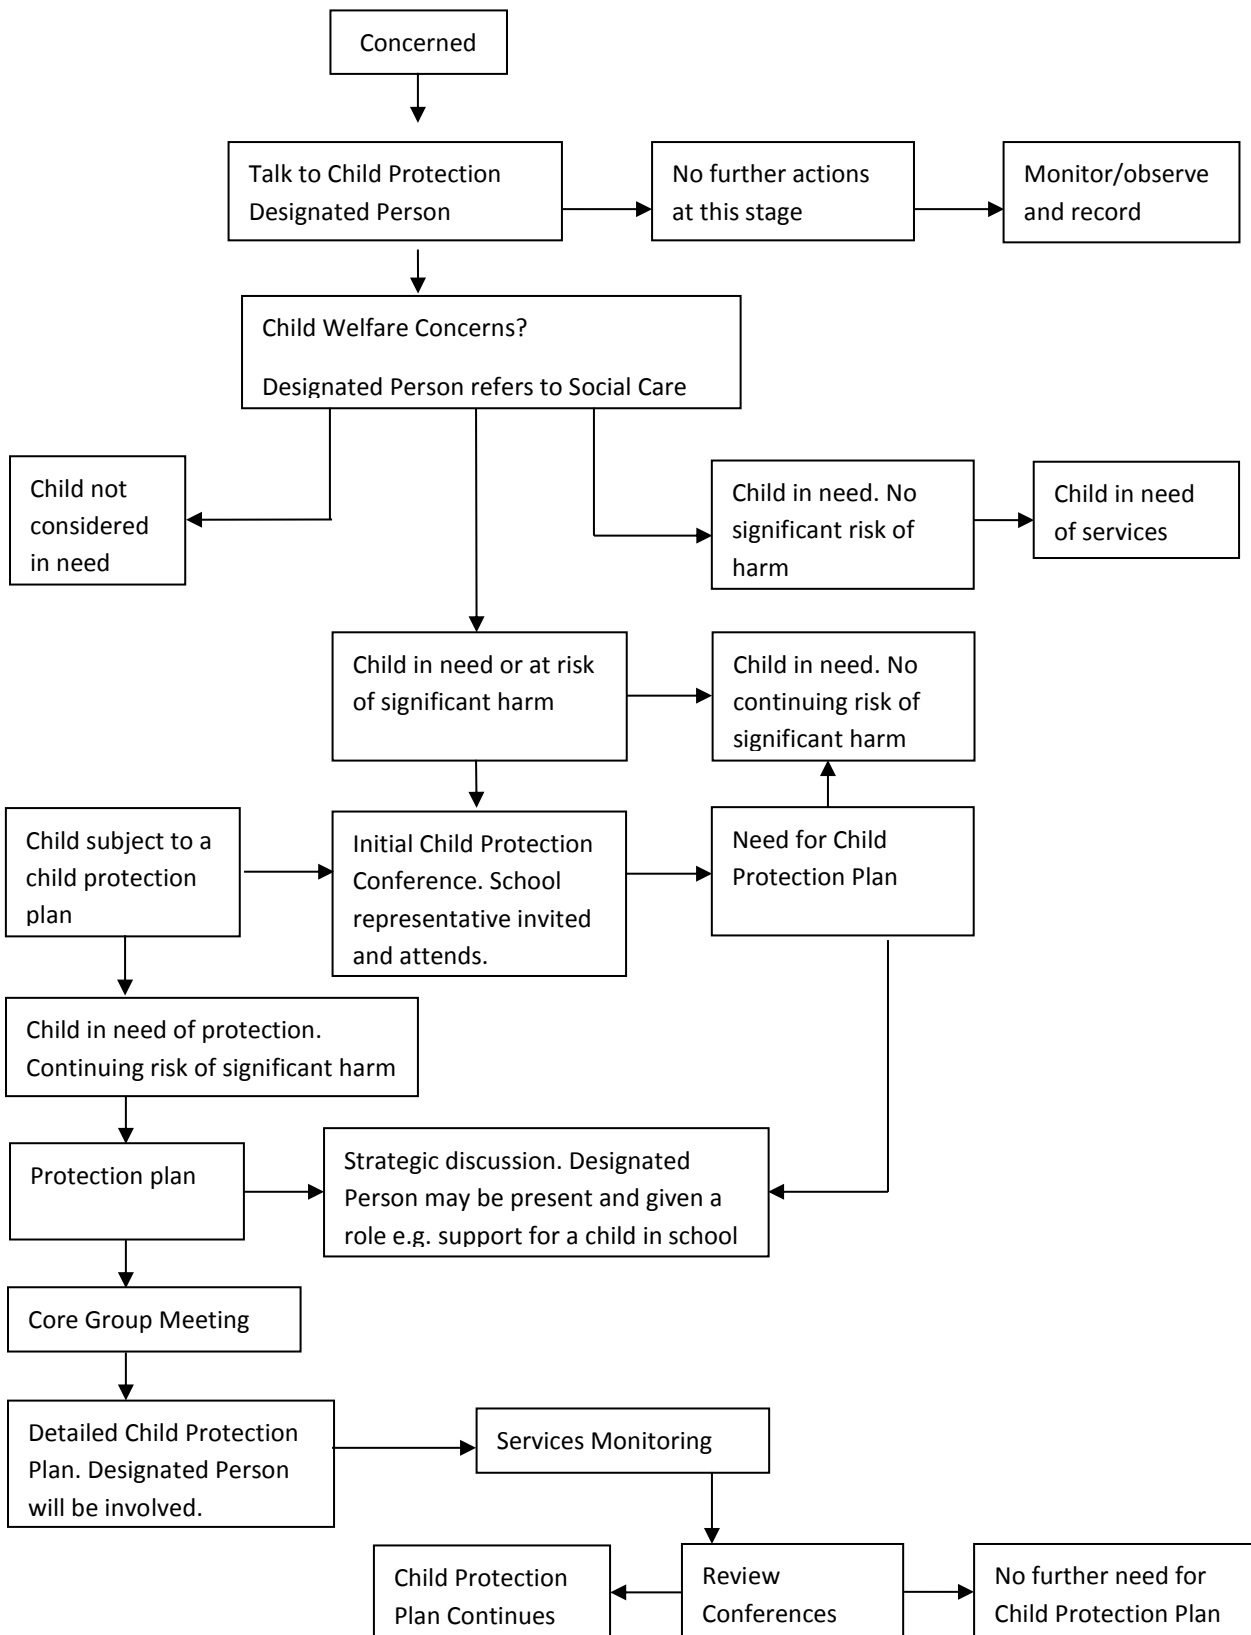 Concerned
Talk to Child Protection
Designated Person
No further actions
at this stage
Monitor/observe
and record
Child Welfare Concerns?
Designated Person refers to Social Care
Child not
considered
in need
Child in need. No
significant risk of
harm
Child in need
of services
Child in need or at risk
of significant harm
Child in need. No
continuing risk of
significant harm
Child subject to a
child protection
plan
Initial Child Protection
Conference. School
representative invited
and attends.
Need for Child
Protection Plan
Child in need of protection.
Continuing risk of significant harm
Protection plan
Strategic discussion. Designated
Person may be present and given a
role e.g. support for a child in school
Core Group Meeting
Detailed Child Protection
Plan. Designated Person
will be involved.
Services Monitoring
Child Protection
Plan Continues
Review
Conferences
No further need for
Child Protection Plan